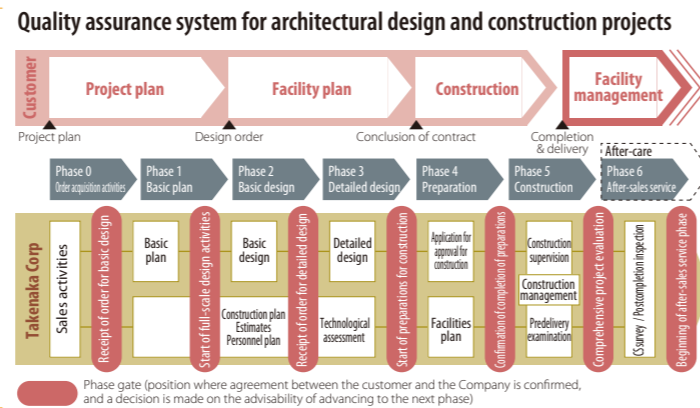 Quality assurance system for architectural design and construction projects
Customer
Project plan
Facility plan
Construction
Facility
management
Project plan
Design order
Conclusion of contract
Completion
& delivery
After-care
Phase 0
Order acquisition activities
Phase 1
Basic plan
Phase 2
Basic design
Phase 3
Detailed design
Phase 4
Preparation
Phase 5
Construction
Phase 6
After-sales service
Takenaka Corp
Sales activities
Receipt of order for basic design
Basic
plan
Start of full-scale design activities
Basic
design
Construction plan
Estimates
Personnel plan
Receipt of order for detailed design
Detailed
design
Technological
assessment
Start of preparations for construction
Application for
approval for
construction
Facilities
plan
Confirmation of completion of preparations
Construction
supervision
Construction
management
Predelivery
examination
Comprehensive project evaluation
CS survey / Postcompletion inspection
Beginning of after-sales service phase
Phase gate (position where agreement between the customer and the Company is confirmed,
and a decision is made on the advisability of advancing to the next phase)